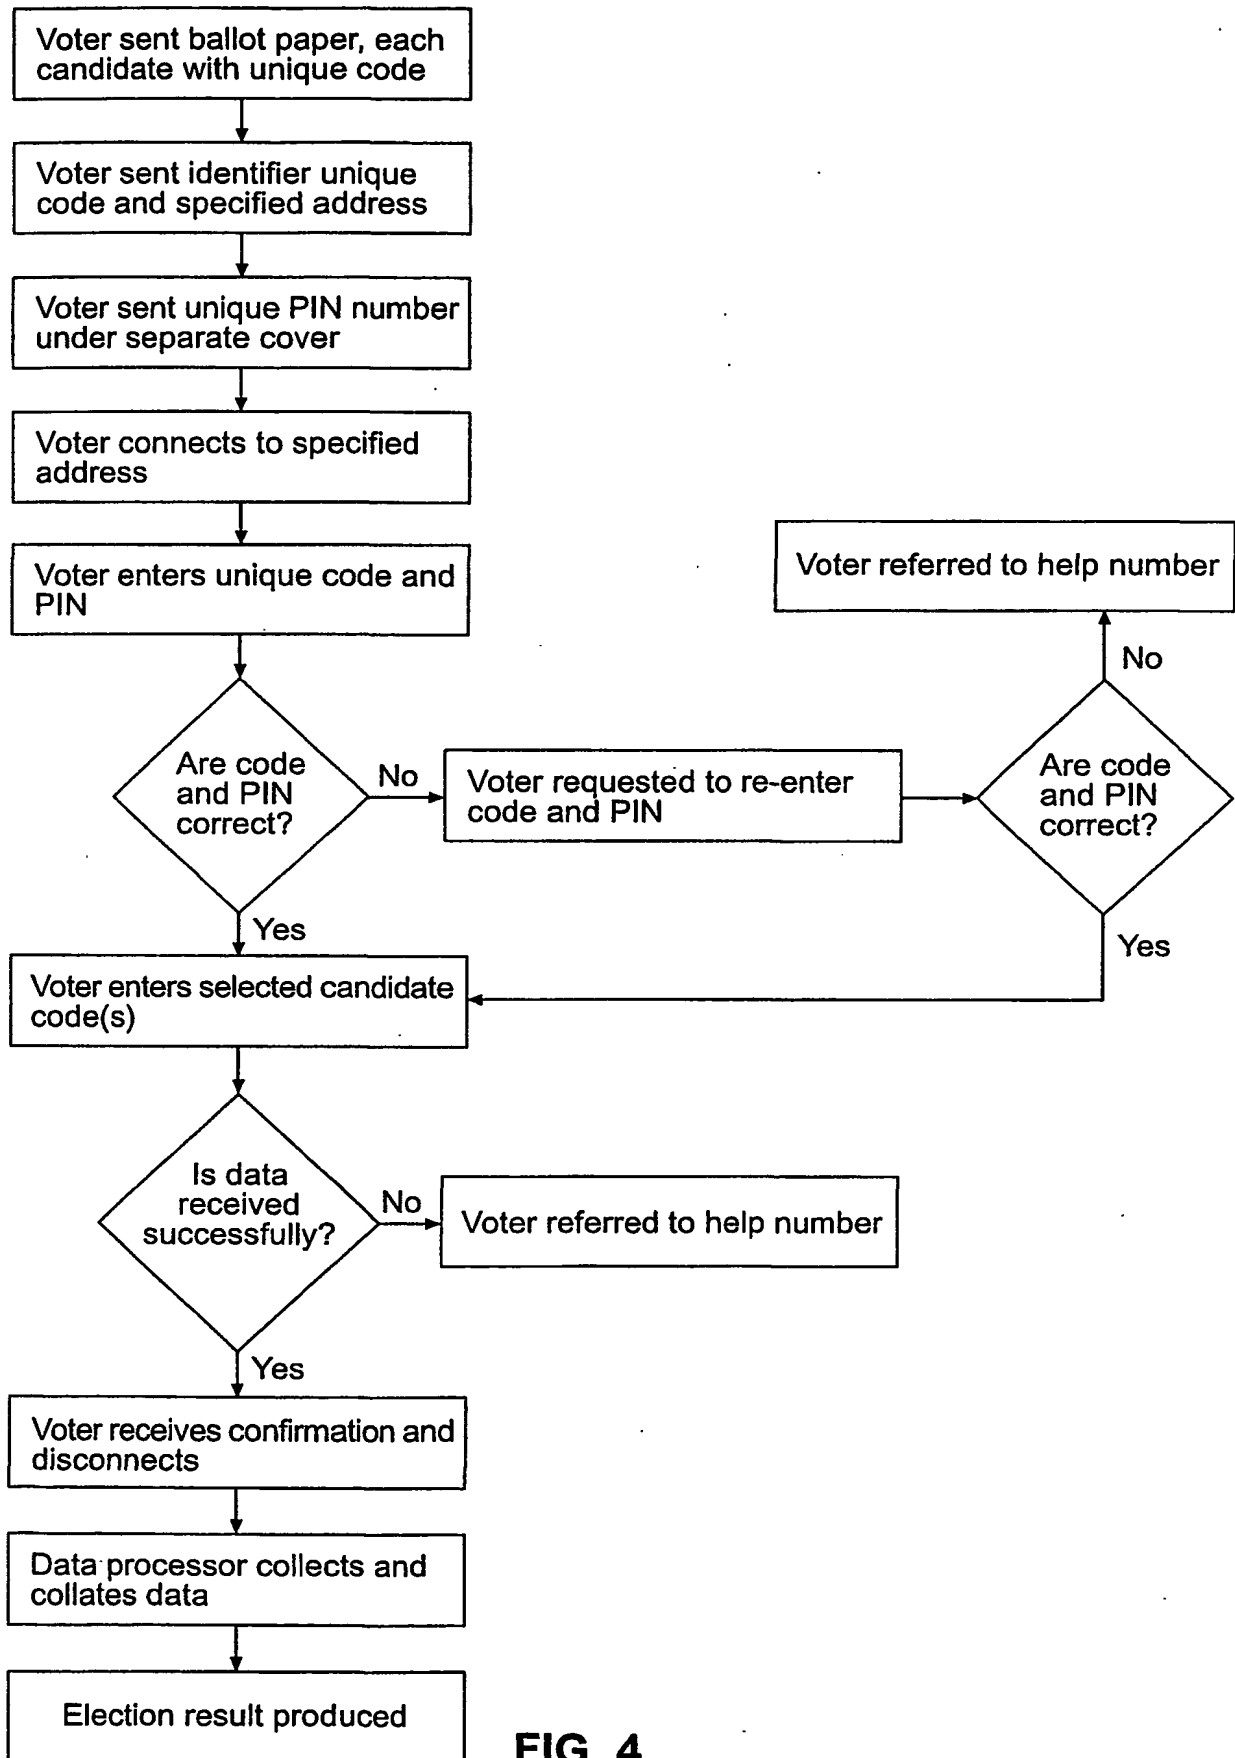 Voter sent ballot paper, each
candidate with unique code
Voter sent identifier unique
code and specified address
Voter sent unique PIN number
under separate cover
Voter connects to specified
address
Voter enters unique code and
PIN
Voter referred to help number
No
Are code
and PIN
correct?
No
Voter requested to re-enter
code and PIN
Are code
and PIN
correct?
Yes
Yes
Voter enters selected candidate
code(s)
Is data
received
successfully?
No
Voter referred to help number
Yes
Voter receives confirmation and
disconnects
Data processor collects and
collates data
Election result produced
FIG. 4